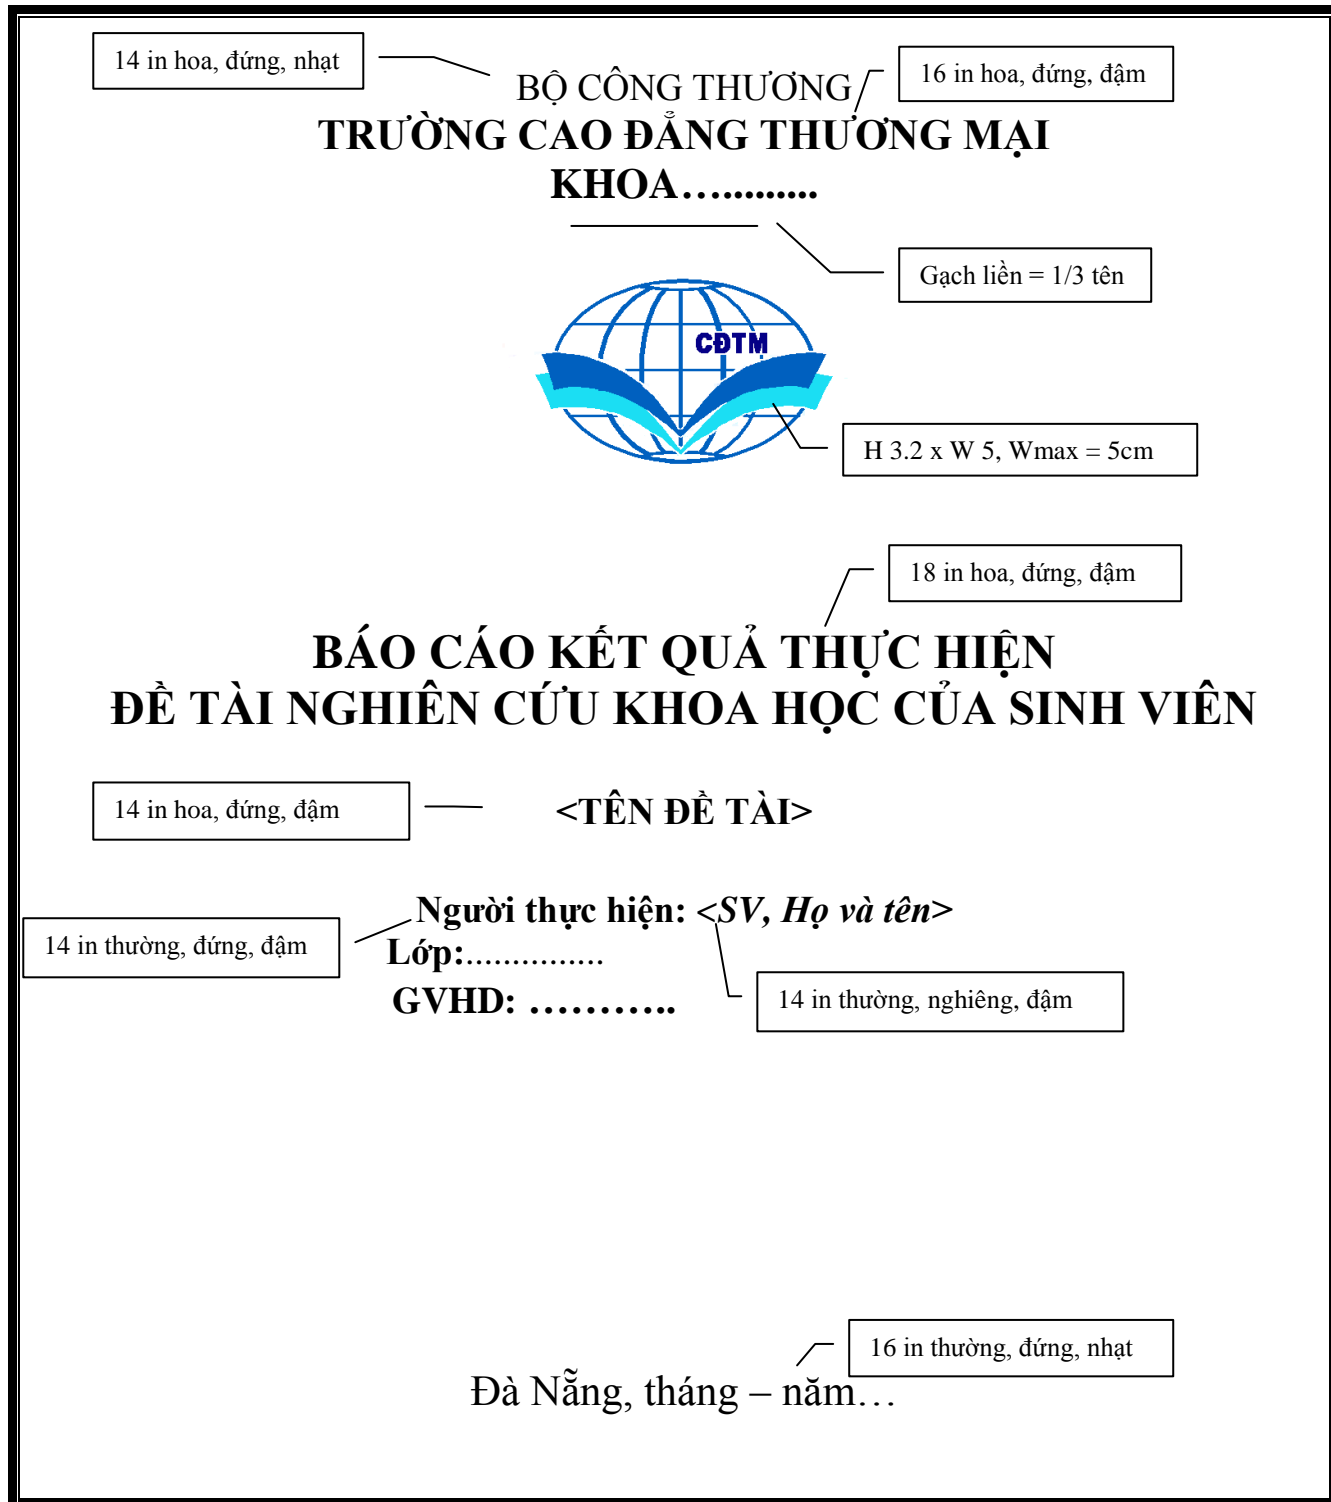 14 in hoa, đứng, nhạt
BỘ CÔNG THƯƠNG
16 in hoa, đứng, đậm
TRƯỜNG CAO ĐẲNG THƯƠNG MẠI
KHOA….........
Gạch liền = 1/3 tên
CĐTM
H 3.2 x W 5, Wmax = 5cm
18 in hoa, đứng, đậm
BÁO CÁO KẾT QUẢ THỰC HIỆN
ĐỀ TÀI NGHIÊN CỨU KHOA HỌC CỦA SINH VIÊN
14 in hoa, đứng, đậm
<TÊN ĐỀ TÀI>
Người thực hiện: <SV, Họ và tên>
14 in thường, đứng, đậm
Lớp:...............
GVHD: ………..
14 in thường, nghiêng, đậm
16 in thường, đứng, nhạt
Đà Nẵng, tháng – năm…